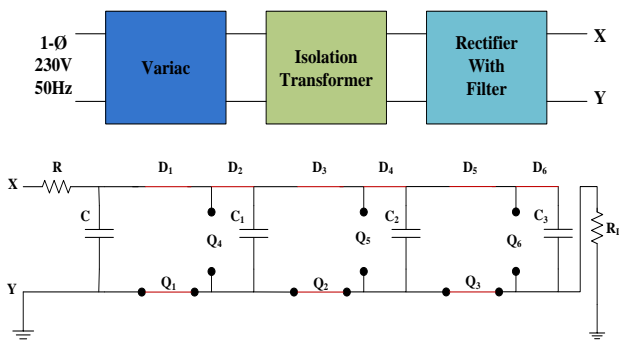 1-Ø
230V
50Hz
Variac
Isolation
Transformer
Rectifier
With
Filter
X
Y
X
R
D1
D2
D3
D4
D5
D6
C
Q4
C1
Q5
C2
Q6
C3
RL
Y
Q1
Q2
Q3